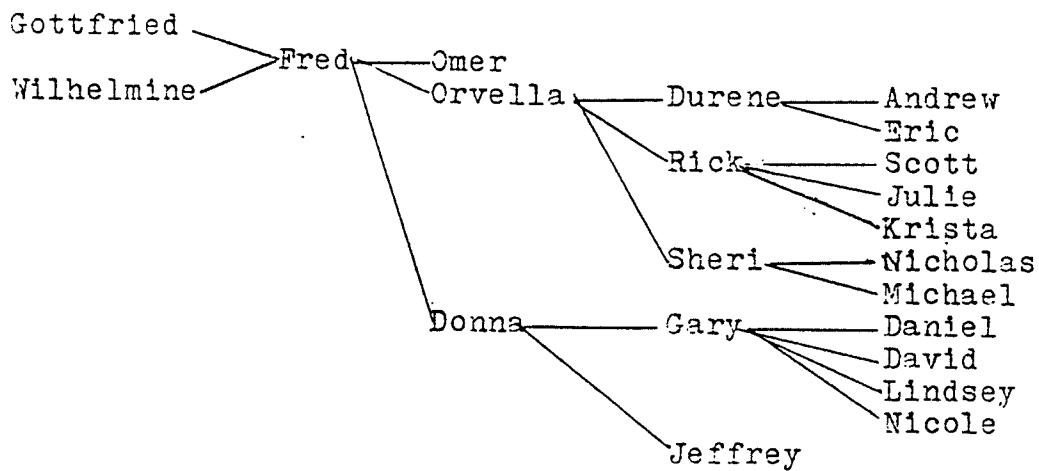 Gottfried
Fred
Omer
Wilhelmine
Orvella
Durene
Andrew
Eric
Rick
Scott
Julie
Krista
Sheri
Nicholas
Michael
Donna
Gary
Daniel
David
Lindsey
Nicole
Jeffrey